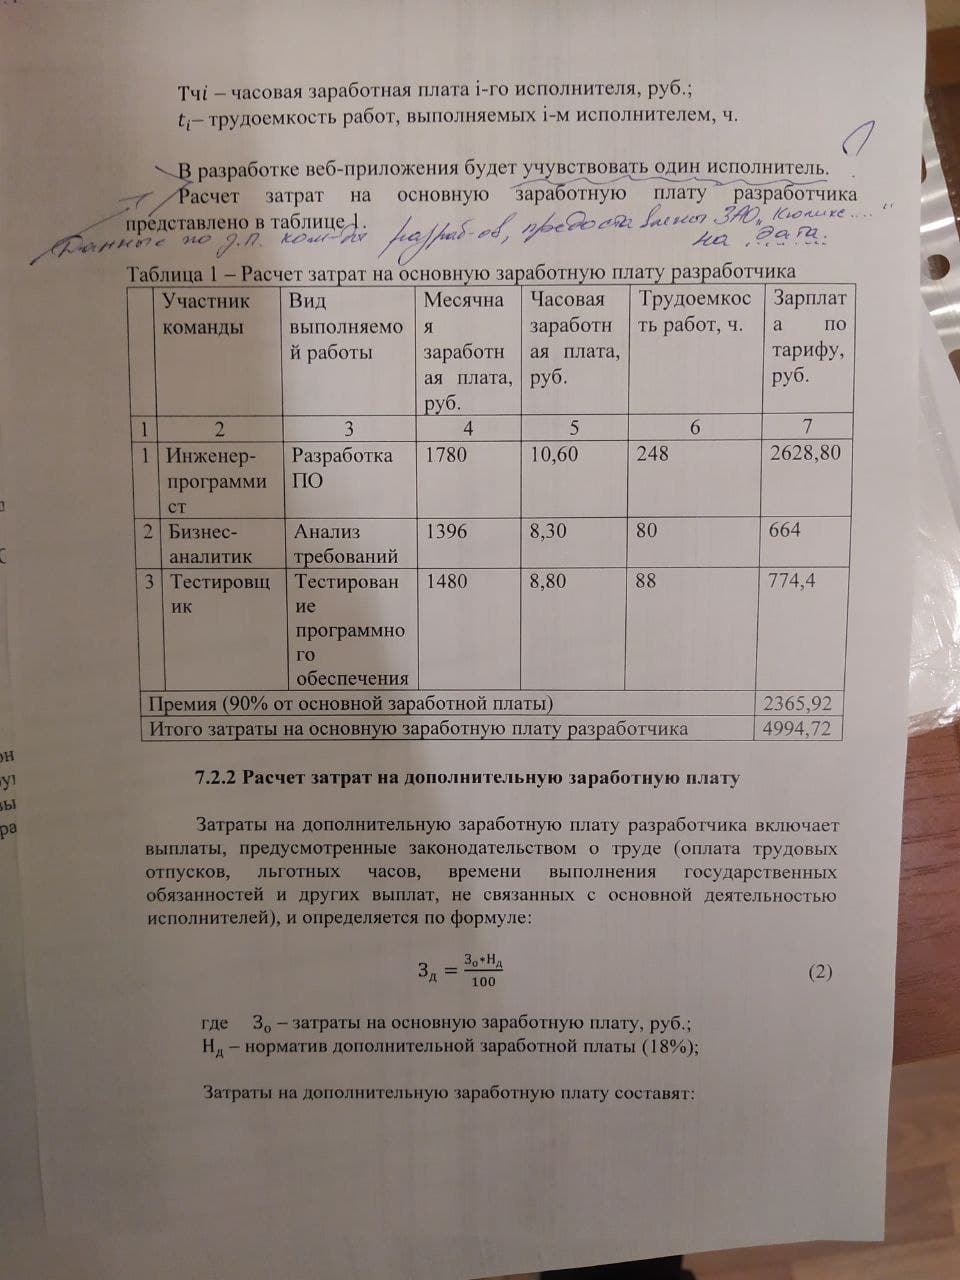 Тчi – часовая заработная плата i-го исполнителя, руб.;
tᵢ– трудоемкость работ, выполняемых i-м исполнителем, ч.
В разработке веб-приложения будет учувствовать один исполнитель.
Расчет затрат на основную заработную плату разработчика
представлено в таблице 1.
Данные по з.п. разраб-ов, ЗАО
на дата.
Таблица 1 – Расчет затрат на основную заработную плату разработчика
Участник команды | Вид выполняемой работы | Месячная заработная плата, руб. | Часовая заработная плата, руб. | Трудоемкость работ, ч. | Зарплата по тарифу, руб.
1 | 2 | 3 | 4 | 5 | 6 | 7
1 | Инженер-программист | Разработка ПО | 1780 | 10,60 | 248 | 2628,80
2 | Бизнес-аналитик | Анализ требований | 1396 | 8,30 | 80 | 664
3 | Тестировщик | Тестирование программного обеспечения | 1480 | 8,80 | 88 | 774,4
Премия (90% от основной заработной платы) | 2365,92
Итого затраты на основную заработную плату разработчика | 4994,72
7.2.2 Расчет затрат на дополнительную заработную плату
Затраты на дополнительную заработную плату разработчика включает
выплаты, предусмотренные законодательством о труде (оплата трудовых
отпусков, льготных часов, времени выполнения государственных
обязанностей и других выплат, не связанных с основной деятельностью
исполнителей), и определяется по формуле:
З_д = З_о*Н_д / 100 (2)
где З_о – затраты на основную заработную плату, руб.;
Н_д – норматив дополнительной заработной платы (18%);
Затраты на дополнительную заработную плату составят: